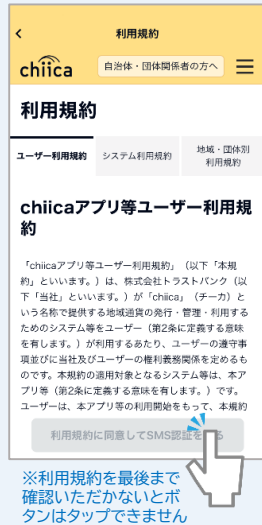 利用規約
chiica
自治体・団体関係者の方へ
利用規約
ユーザー利用規約
システム利用規約
地域・団体別
利用規約
chiicaアプリ等ユーザー利用規
約
「chiicaアプリ等ユーザー利用規約」（以下「本規
約」といいます。）は、株式会社トラストバンク（以
下「当社」といいます。）が「chiica」（チーカ）と
いう名称で提供する地域通貨の発行・管理・利用する
ためのシステム等をユーザー（第2条に定義する意味
を有します。）が利用するあたり、ユーザーの遵守事
項並びに当社及びユーザーの権利義務関係を定めるも
のです。本規約の適用対象となるシステム等は、本ア
プリ等（第2条に定義する意味を有します。）です。
ユーザーは、本アプリ等の利用開始をもって、本規約
利用規約に同意してSMS認証を る
※利用規約を最後まで
確認いただかないとボ
タンはタップできません